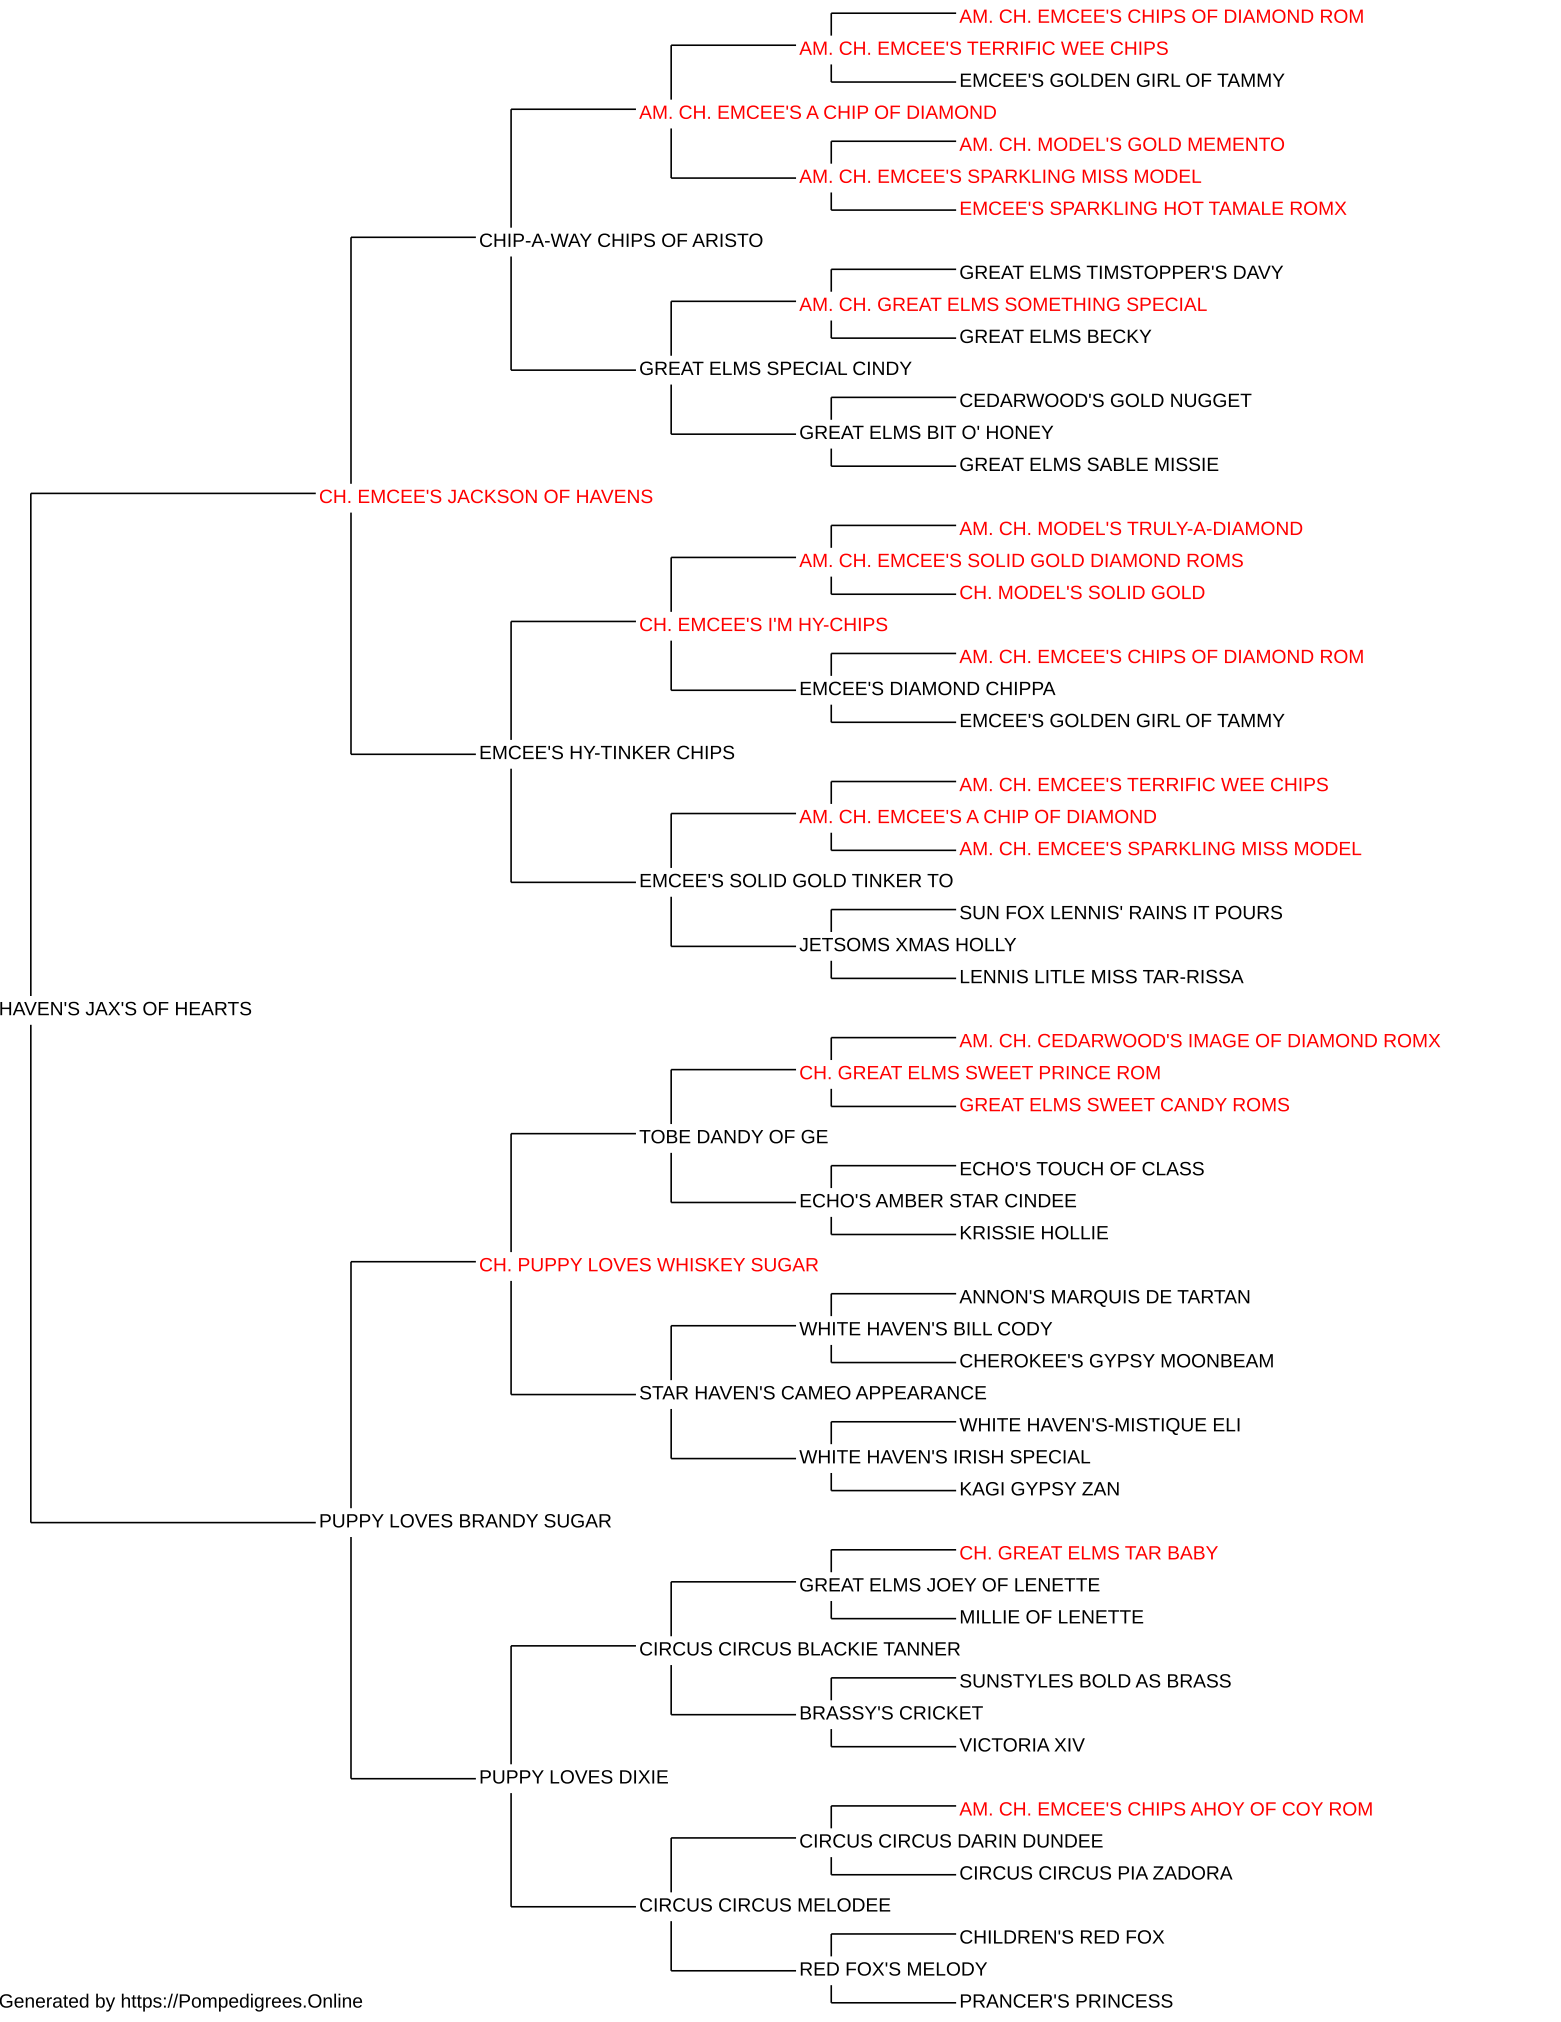 AM. CH. EMCEE'S CHIPS OF DIAMOND ROM
AM. CH. EMCEE'S TERRIFIC WEE CHIPS
EMCEE'S GOLDEN GIRL OF TAMMY
AM. CH. EMCEE'S A CHIP OF DIAMOND
AM. CH. MODEL'S GOLD MEMENTO
AM. CH. EMCEE'S SPARKLING MISS MODEL
EMCEE'S SPARKLING HOT TAMALE ROMX
CHIP-A-WAY CHIPS OF ARISTO
GREAT ELMS TIMSTOPPER'S DAVY
AM. CH. GREAT ELMS SOMETHING SPECIAL
GREAT ELMS BECKY
GREAT ELMS SPECIAL CINDY
CEDARWOOD'S GOLD NUGGET
GREAT ELMS BIT O' HONEY
GREAT ELMS SABLE MISSIE
CH. EMCEE'S JACKSON OF HAVENS
AM. CH. MODEL'S TRULY-A-DIAMOND
AM. CH. EMCEE'S SOLID GOLD DIAMOND ROMS
CH. MODEL'S SOLID GOLD
CH. EMCEE'S I'M HY-CHIPS
AM. CH. EMCEE'S CHIPS OF DIAMOND ROM
EMCEE'S DIAMOND CHIPPA
EMCEE'S GOLDEN GIRL OF TAMMY
EMCEE'S HY-TINKER CHIPS
AM. CH. EMCEE'S TERRIFIC WEE CHIPS
AM. CH. EMCEE'S A CHIP OF DIAMOND
AM. CH. EMCEE'S SPARKLING MISS MODEL
EMCEE'S SOLID GOLD TINKER TO
SUN FOX LENNIS' RAINS IT POURS
JETSOMS XMAS HOLLY
LENNIS LITLE MISS TAR-RISSA
HAVEN'S JAX'S OF HEARTS
AM. CH. CEDARWOOD'S IMAGE OF DIAMOND ROMX
CH. GREAT ELMS SWEET PRINCE ROM
GREAT ELMS SWEET CANDY ROMS
TOBE DANDY OF GE
ECHO'S TOUCH OF CLASS
ECHO'S AMBER STAR CINDEE
KRISSIE HOLLIE
CH. PUPPY LOVES WHISKEY SUGAR
ANNON'S MARQUIS DE TARTAN
WHITE HAVEN'S BILL CODY
CHEROKEE'S GYPSY MOONBEAM
STAR HAVEN'S CAMEO APPEARANCE
WHITE HAVEN'S-MISTIQUE ELI
WHITE HAVEN'S IRISH SPECIAL
KAGI GYPSY ZAN
PUPPY LOVES BRANDY SUGAR
CH. GREAT ELMS TAR BABY
GREAT ELMS JOEY OF LENETTE
MILLIE OF LENETTE
CIRCUS CIRCUS BLACKIE TANNER
SUNSTYLES BOLD AS BRASS
BRASSY'S CRICKET
VICTORIA XIV
PUPPY LOVES DIXIE
AM. CH. EMCEE'S CHIPS AHOY OF COY ROM
CIRCUS CIRCUS DARIN DUNDEE
CIRCUS CIRCUS PIA ZADORA
CIRCUS CIRCUS MELODEE
CHILDREN'S RED FOX
RED FOX'S MELODY
PRANCER'S PRINCESS
Generated by https://Pompedigrees.Online